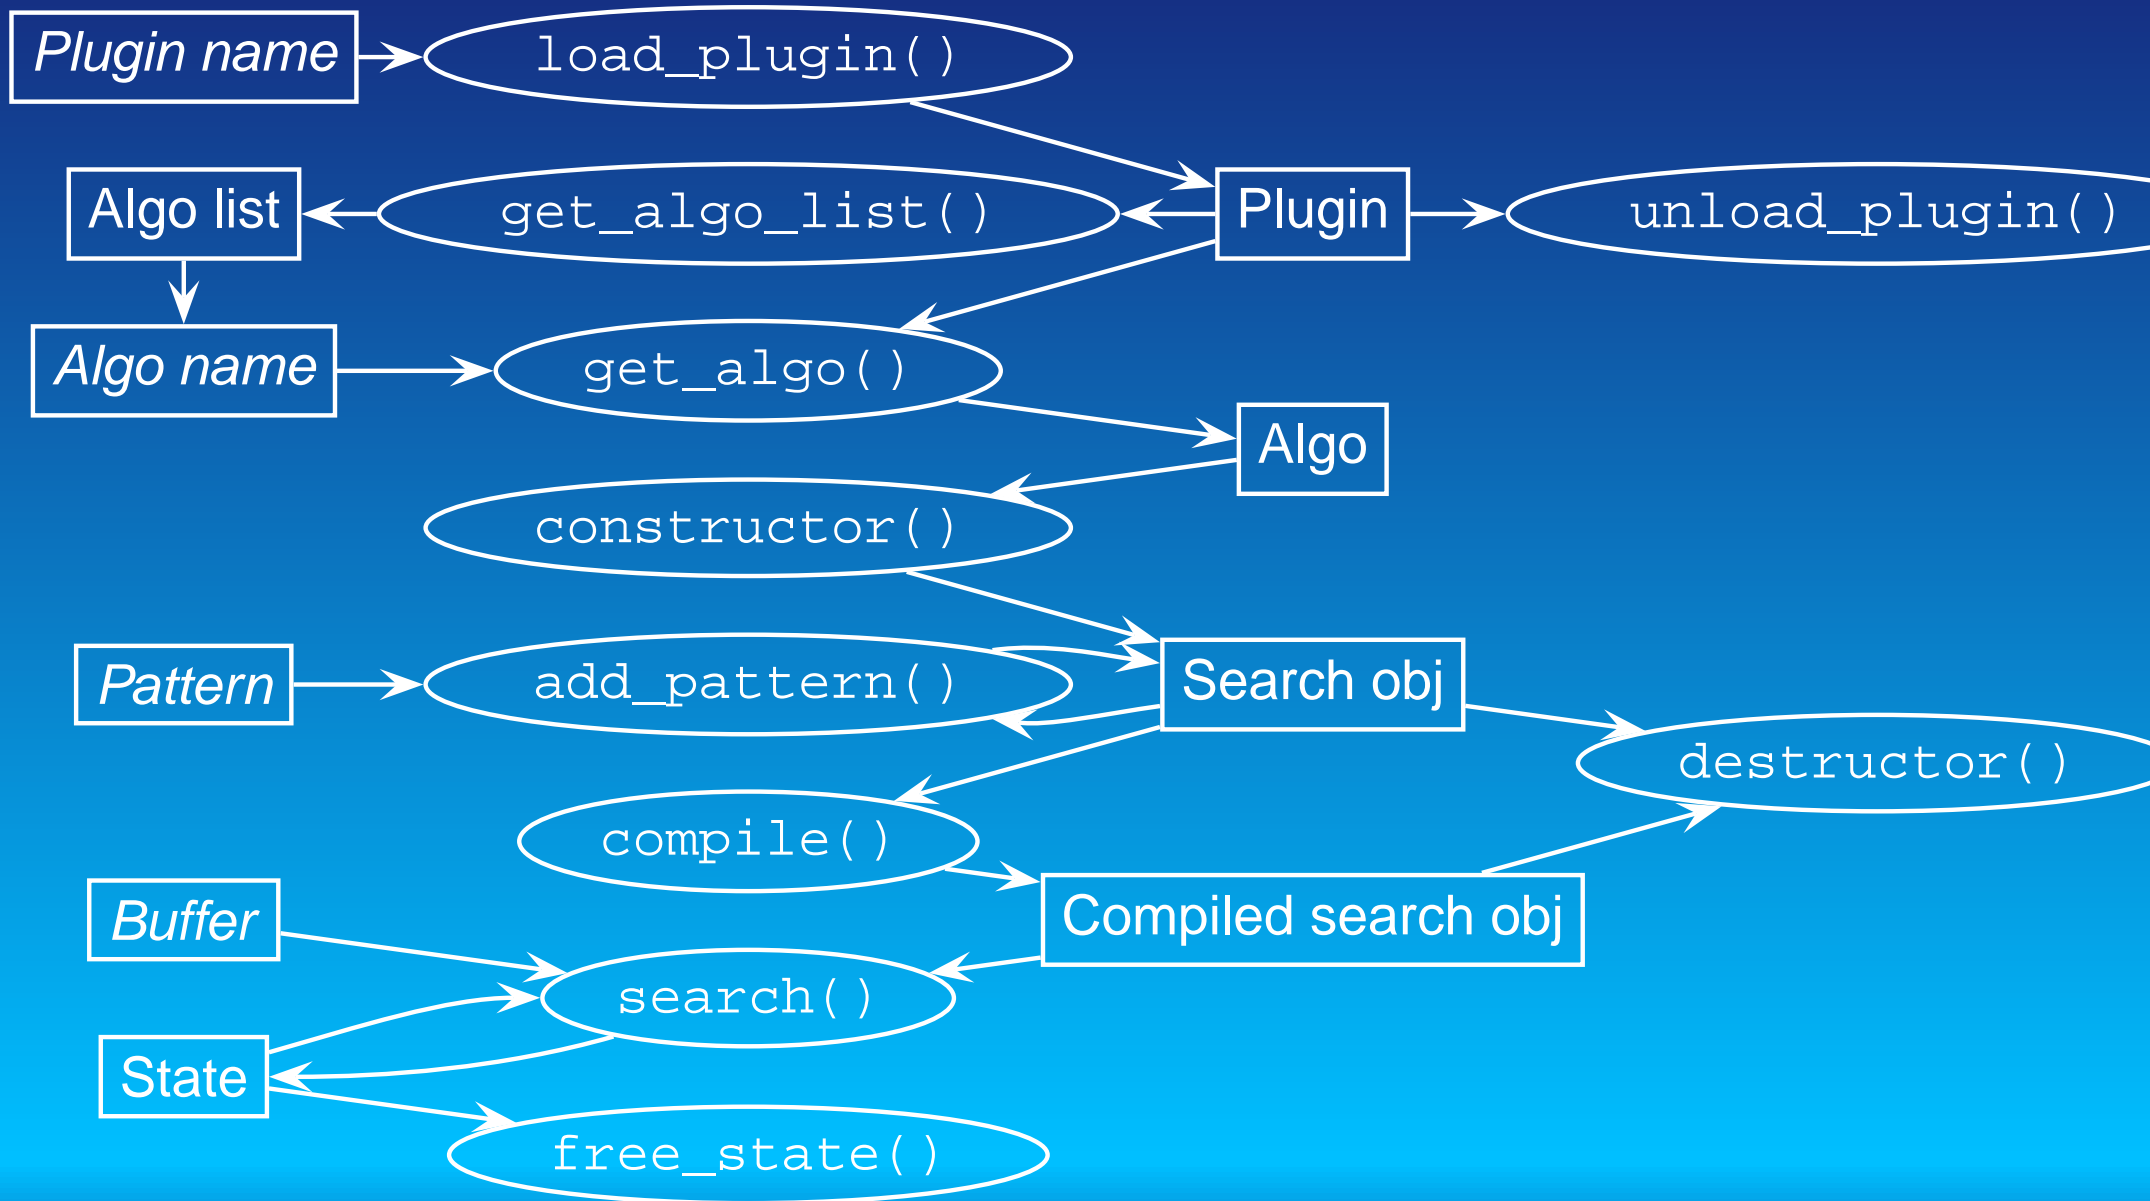 Plugin name
load_plugin()
Algo list
get_algo_list()
Plugin
unload_plugin()
Algo name
get_algo()
Algo
constructor()
Pattern
add_pattern()
Search obj
destructor()
compile()
Buffer
Compiled search obj
search()
State
free_state()